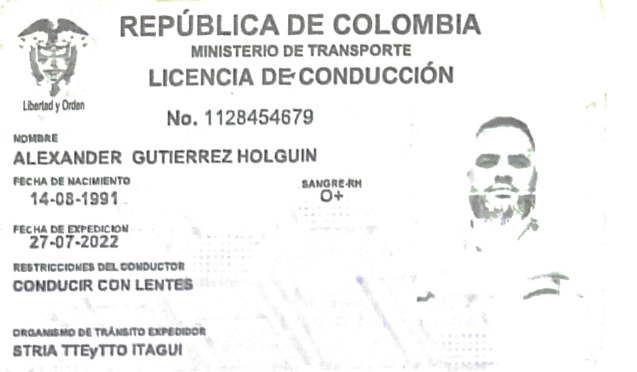 REPÚBLICA DE COLOMBIA
MINISTERIO DE TRANSPORTE
LICENCIA DE CONDUCCIÓN
Libertad y Orden
No. 1128454679
NOMBRE
ALEXANDER GUTIERREZ HOLGUIN
FECHA DE NACIMIENTO
14-08-1991
SANGRE-RH
O+
FECHA DE EXPEDICION
27-07-2022
RESTRICCIONES DEL CONDUCTOR
CONDUCIR CON LENTES
ORGANISMO DE TRÁNSITO EXPEDIDOR
STRIA TTEyTTO ITAGUI